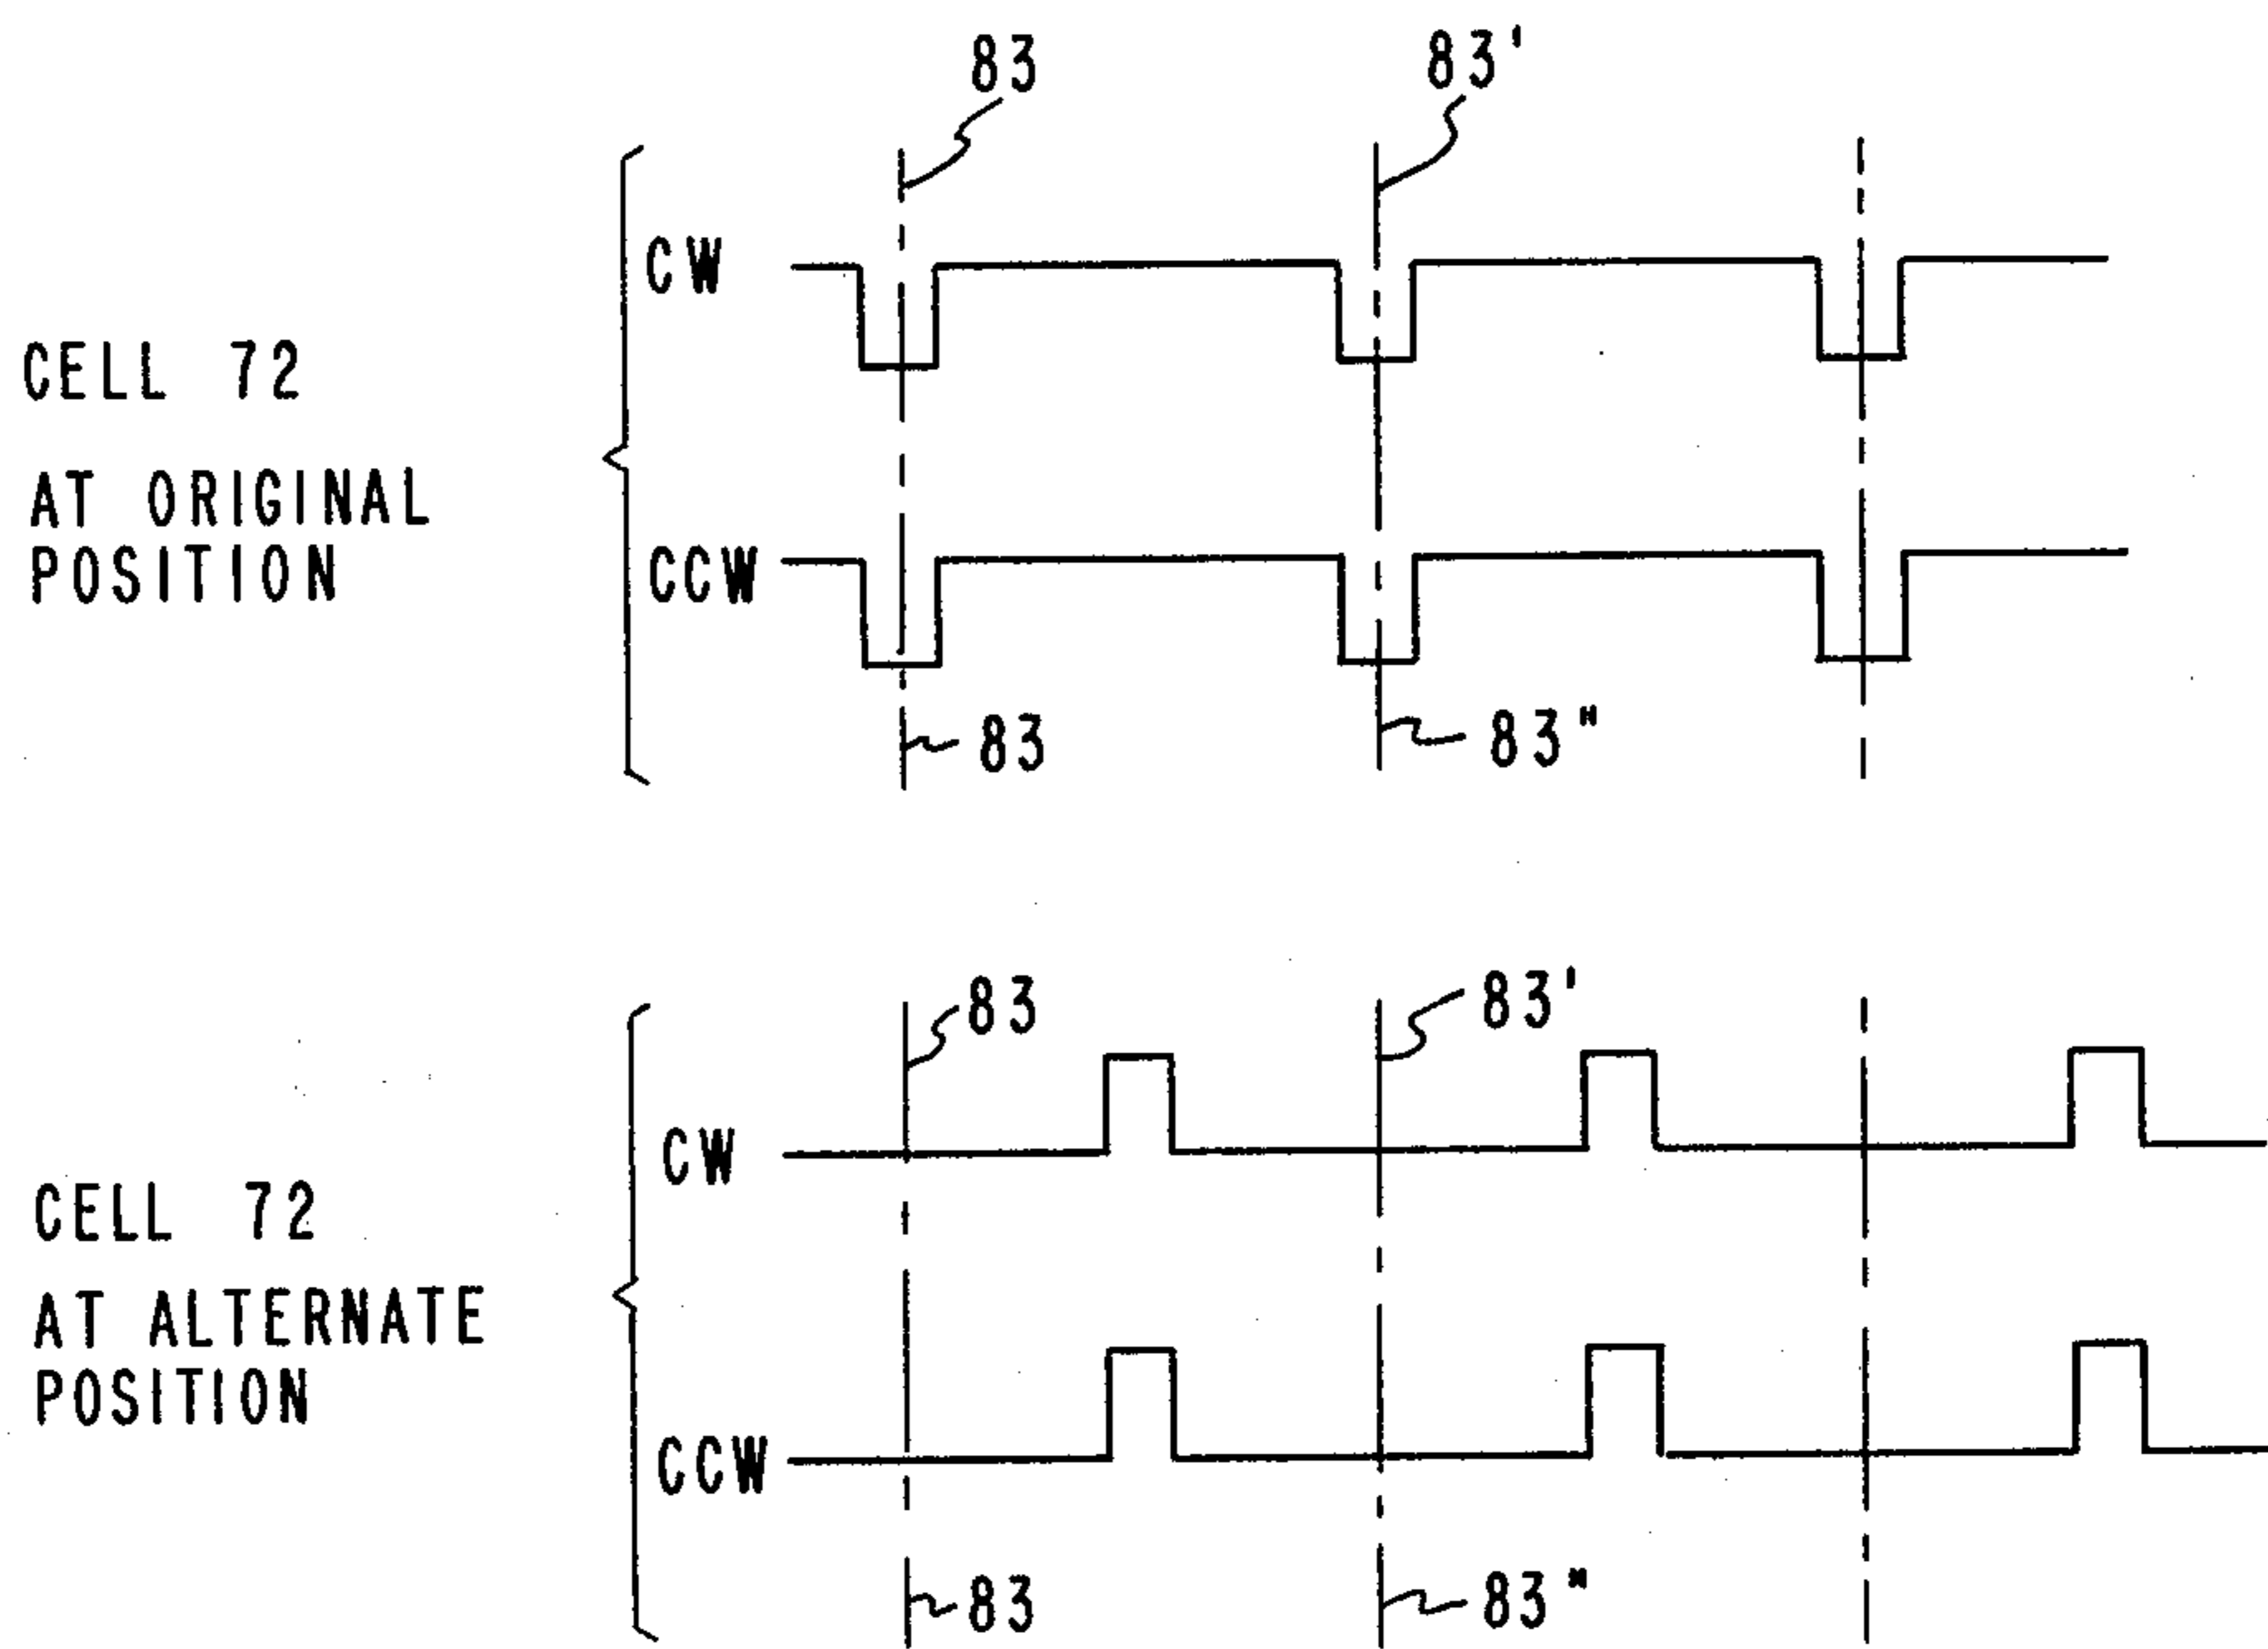 83 83'
CW
CELL 72
AT ORIGINAL
POSITION
CCW
83 83"
83 83'
CW
CELL 72
AT ALTERNATE
POSITION
CCW
83 83"